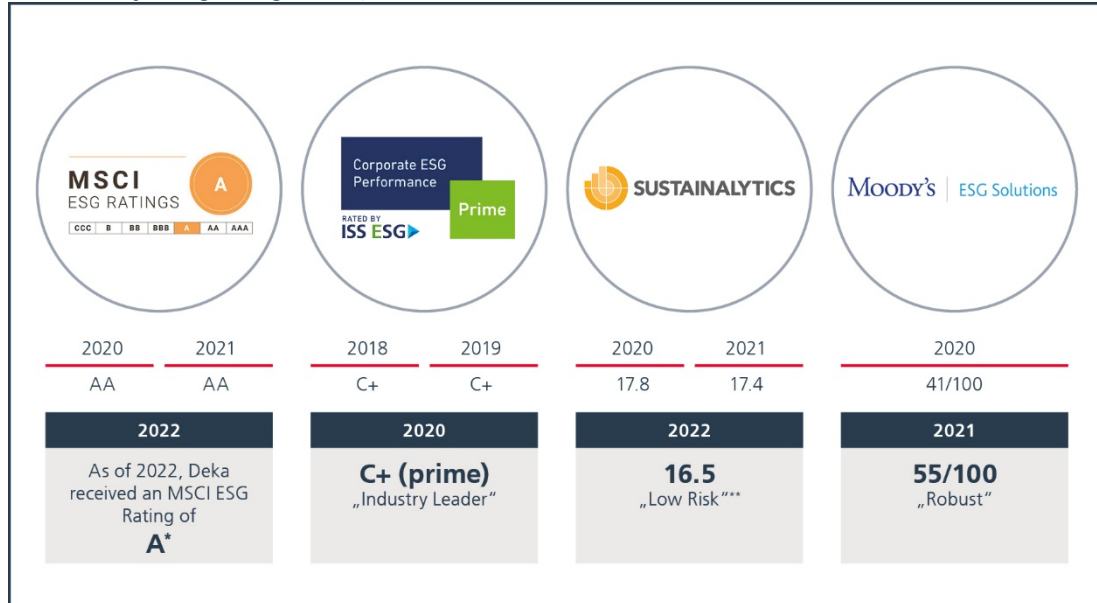 MSCI
ESG RATINGS
A
CCC B BB BBB A AA AAA
Corporate ESG
Performance
Prime
RATED BY
ISS ESG
SUSTAINALYTICS
MOODY'S ESG Solutions
2020 2021
AA AA
2022
As of 2022, Deka
received an MSCI ESG
Rating of
A*
2018 2019
C+ C+
2020
C+ (prime)
„Industry Leader“
2020 2021
17.8 17.4
2022
16.5
„Low Risk“**
2020
41/100
2021
55/100
„Robust“